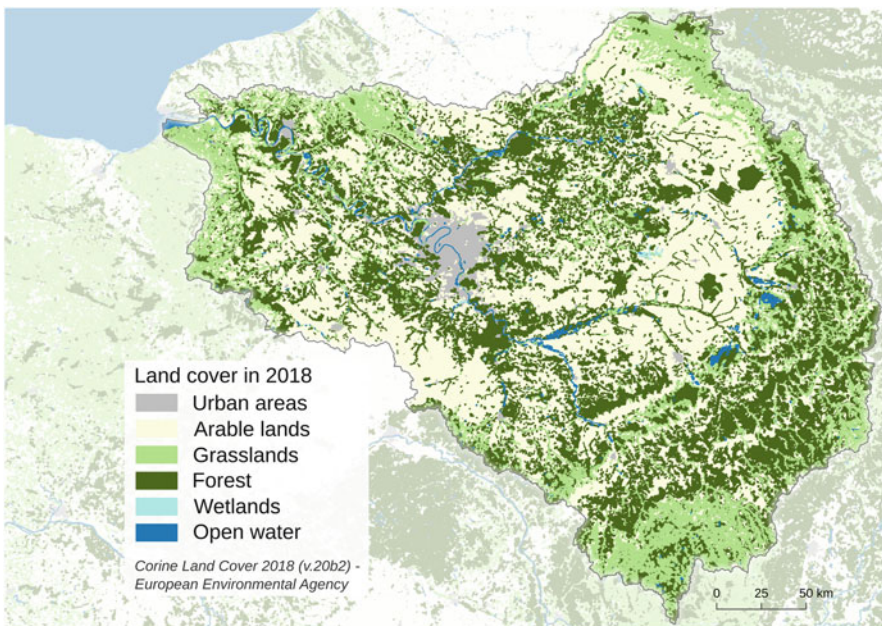 Land cover in 2018
Urban areas
Arable lands
Grasslands
Forest
Wetlands
Open water
Corine Land Cover 2018 (v.20b2) -
European Environmental Agency
0 25 50 km